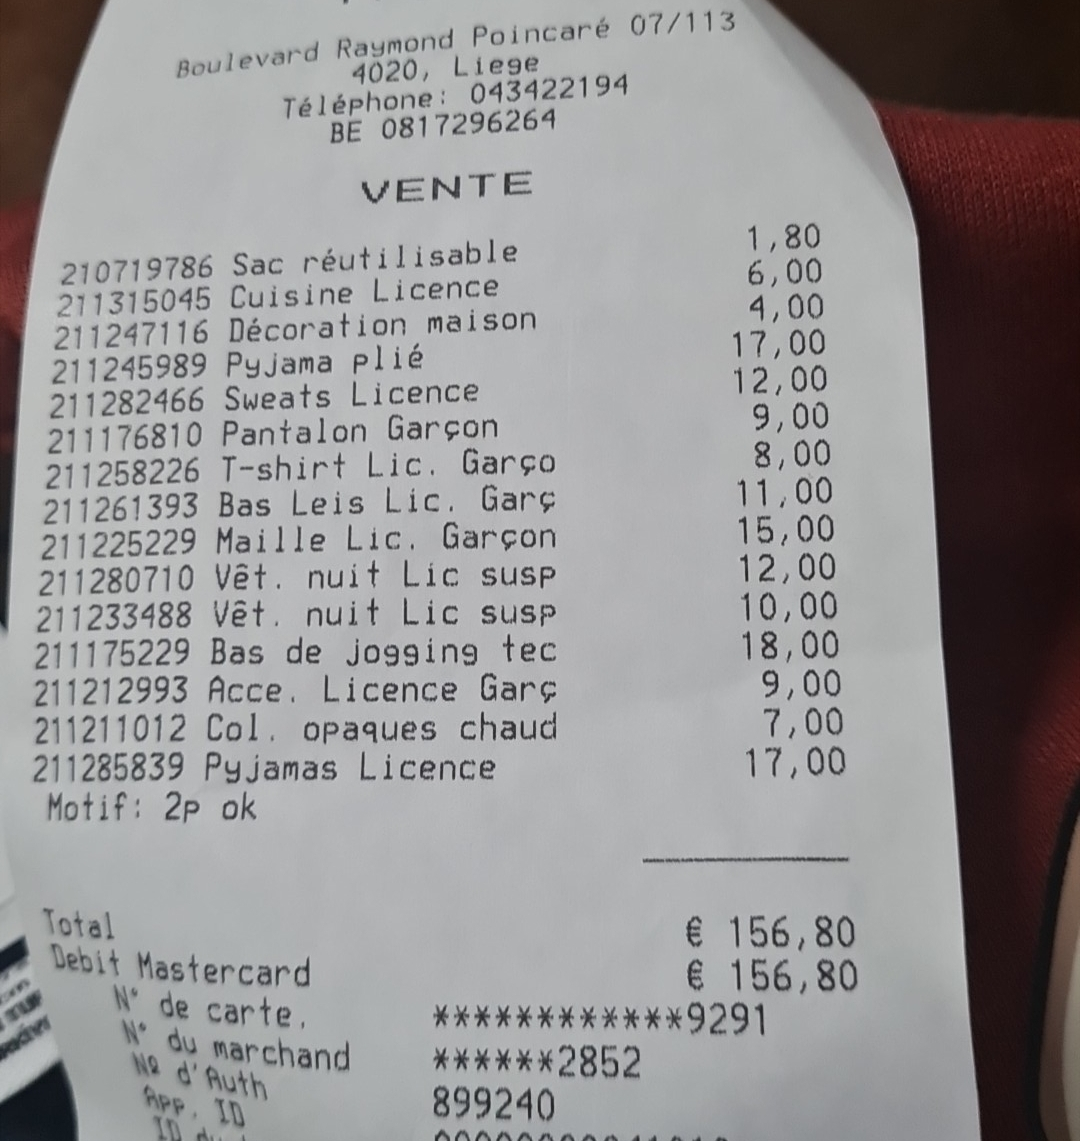 Boulevard Raymond Poincaré 07/113
4020, Liege
Téléphone: 043422194
BE 0817296264
VENTE
210719786 Sac réutilisable 1,80
211315045 Cuisine Licence 6,00
211247116 Décoration maison 4,00
211245989 Pyjama plié 17,00
211282466 Sweats Licence 12,00
211176810 Pantalon Garçon 9,00
211258226 T-shirt Lic. Garço 8,00
211261393 Bas Leis Lic. Garç 11,00
211225229 Maille Lic. Garçon 15,00
211280710 Vêt. nuit Lic susp 12,00
211233488 Vêt. nuit Lic susp 10,00
211175229 Bas de jogging tec 18,00
211212993 Acce. Licence Garç 9,00
211211012 Col. opaques chaud 7,00
211285839 Pyjamas Licence 17,00
Motif: 2p ok
Total € 156,80
Debit Mastercard € 156,80
N° de carte. ************9291
N° du marchand ******2852
Nº d'Auth 899240
App. ID